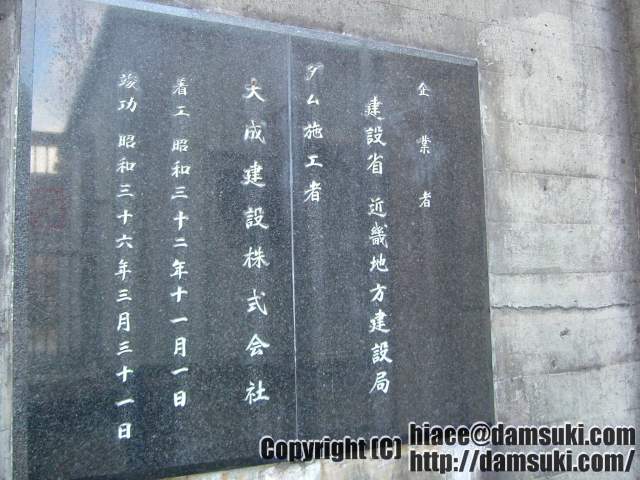 企業者
建設省 近畿地方建設局
ダム施工者
大成建設株式会社
着工 昭和三十二年十一月一日
竣功 昭和三十六年三月三十一日
Copyright (C) hiace@damsuki.com
http://damsuki.com/